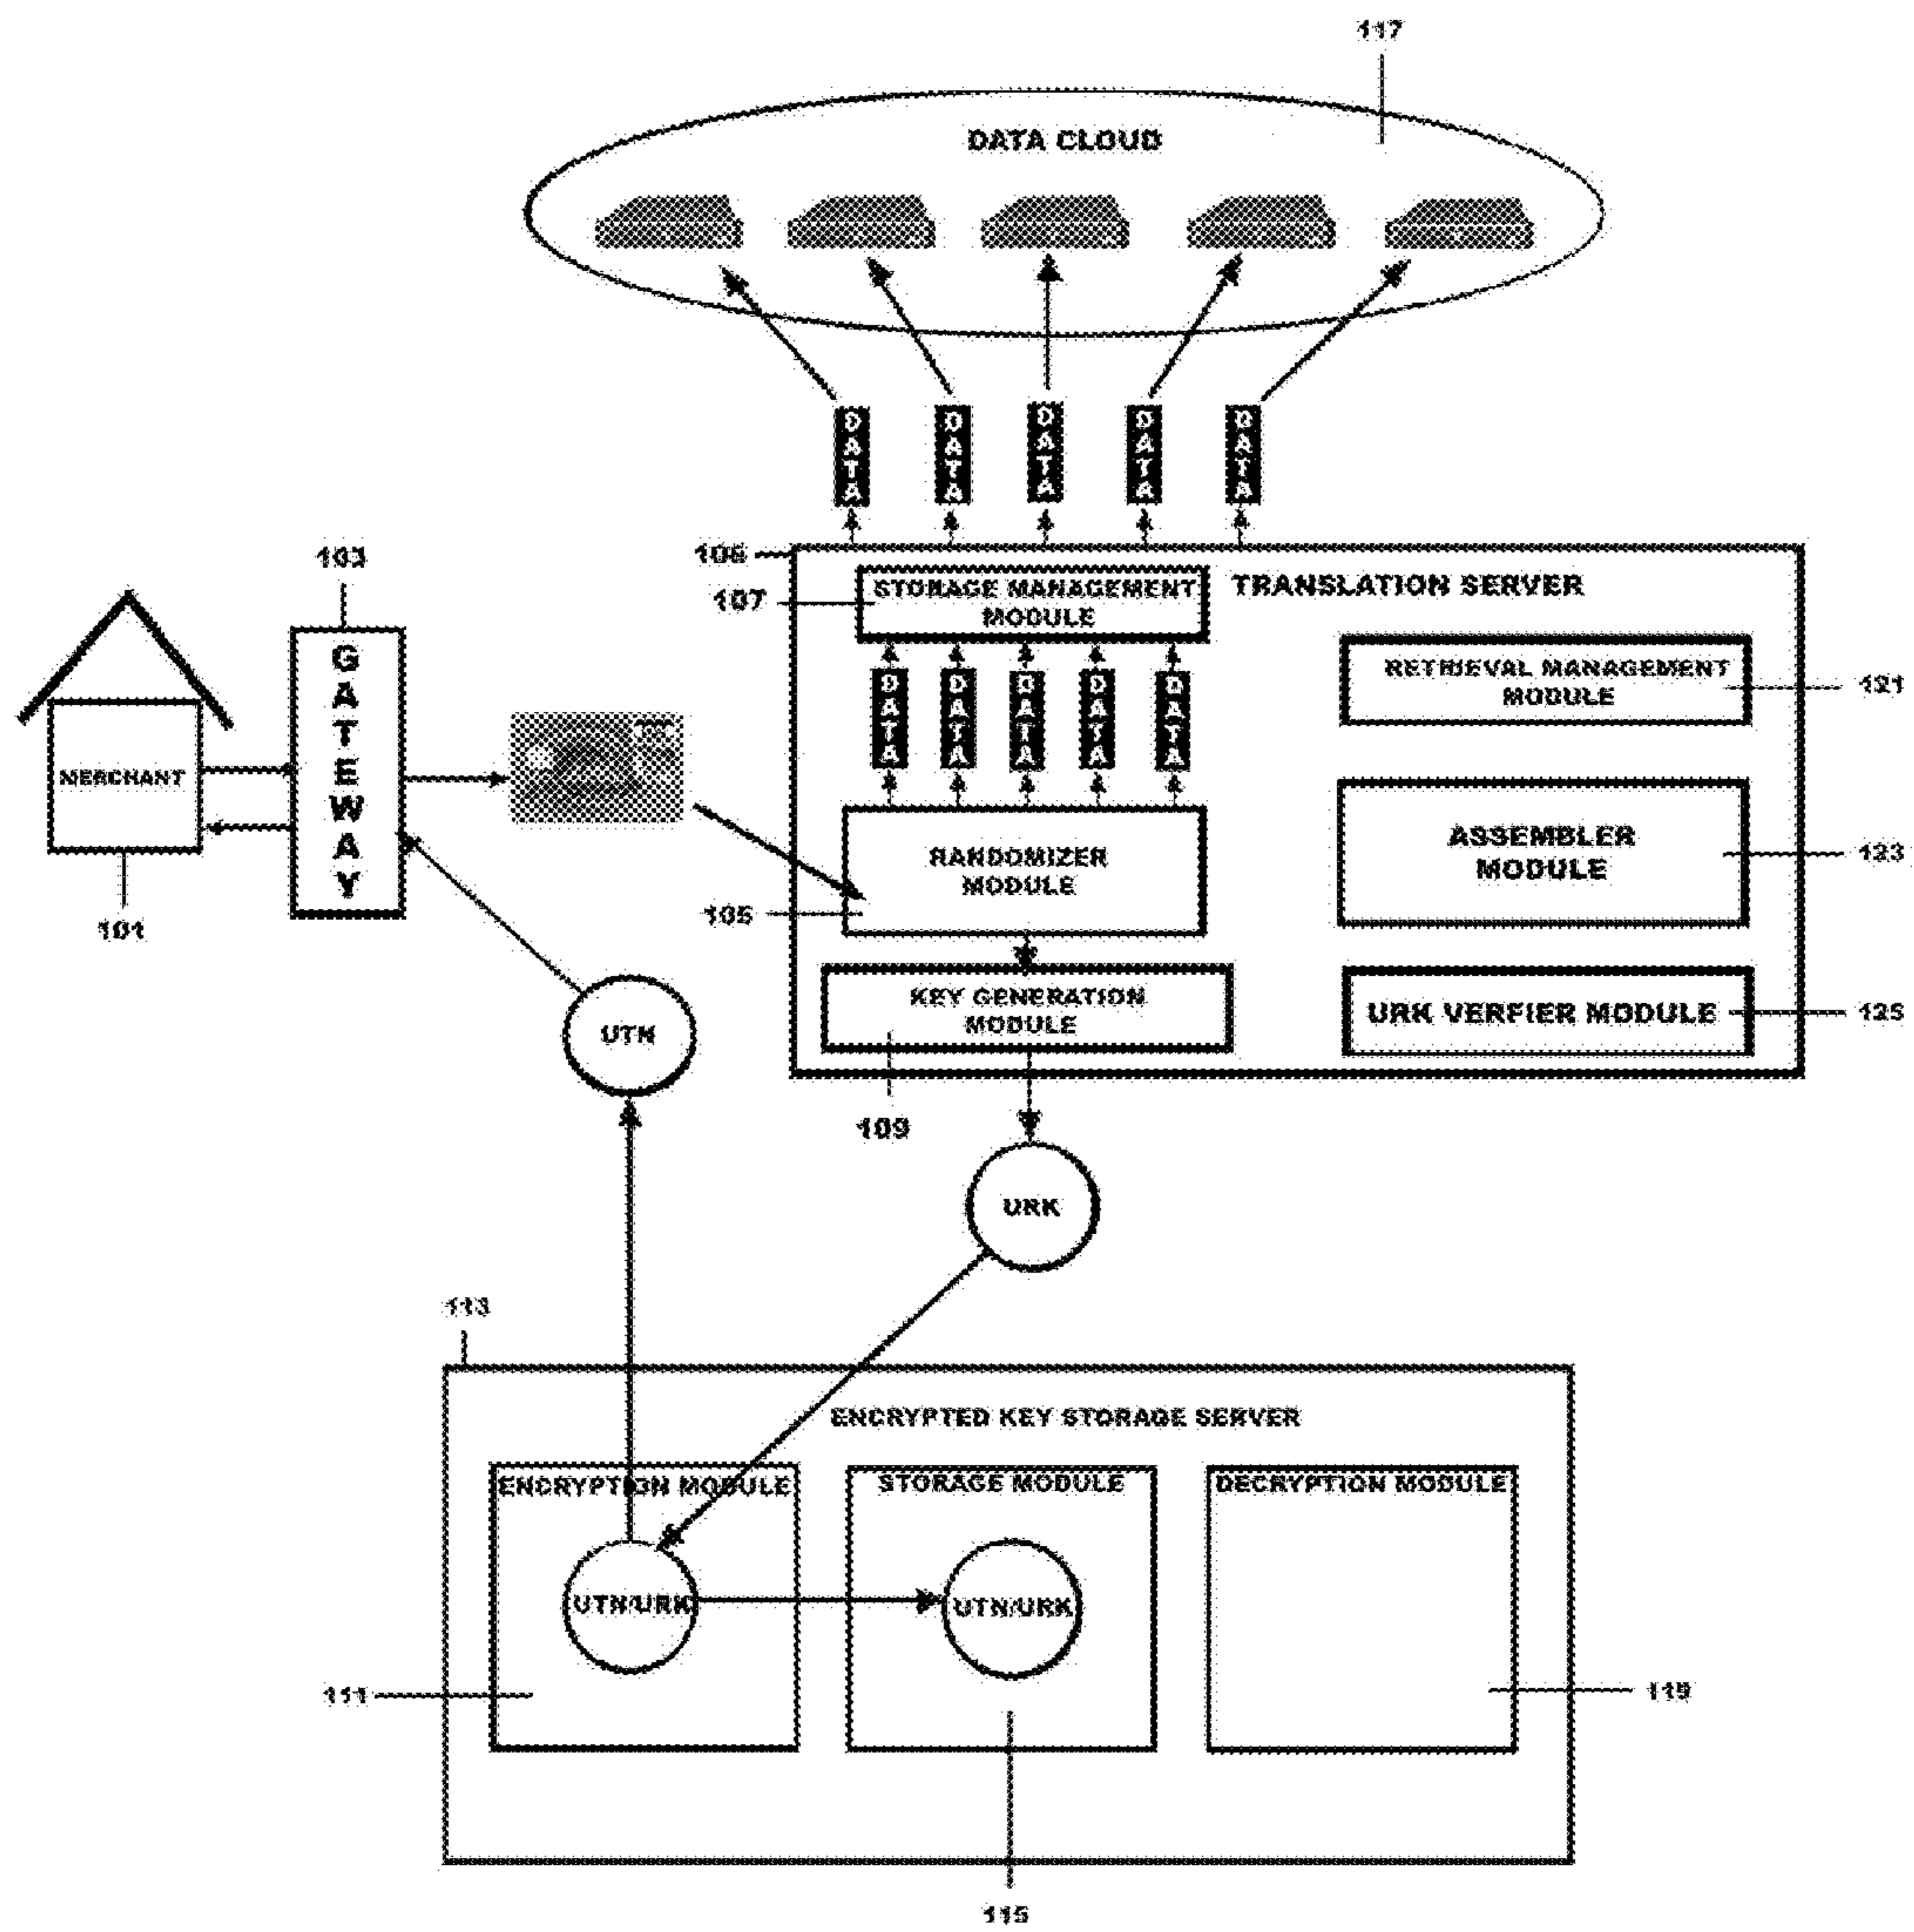 117
DATA CLOUD
DATA DATA DATA DATA DATA
106
TRANSLATION SERVER
103
STORAGE MANAGEMENT
MODULE
107
GATEWAY
RETRIEVAL MANAGEMENT
MODULE
121
DATA DATA DATA DATA DATA
MERCHANT
ASSEMBLER
MODULE
123
RANDOMIZER
MODULE
105
101
KEY GENERATION
MODULE
URK VERFIER MODULE
125
UTN
109
URK
113
ENCRYPTED KEY STORAGE SERVER
ENCRYPTION MODULE
STORAGE MODULE
DECRYPTION MODULE
UTN/URK
UTN/URK
111
119
115